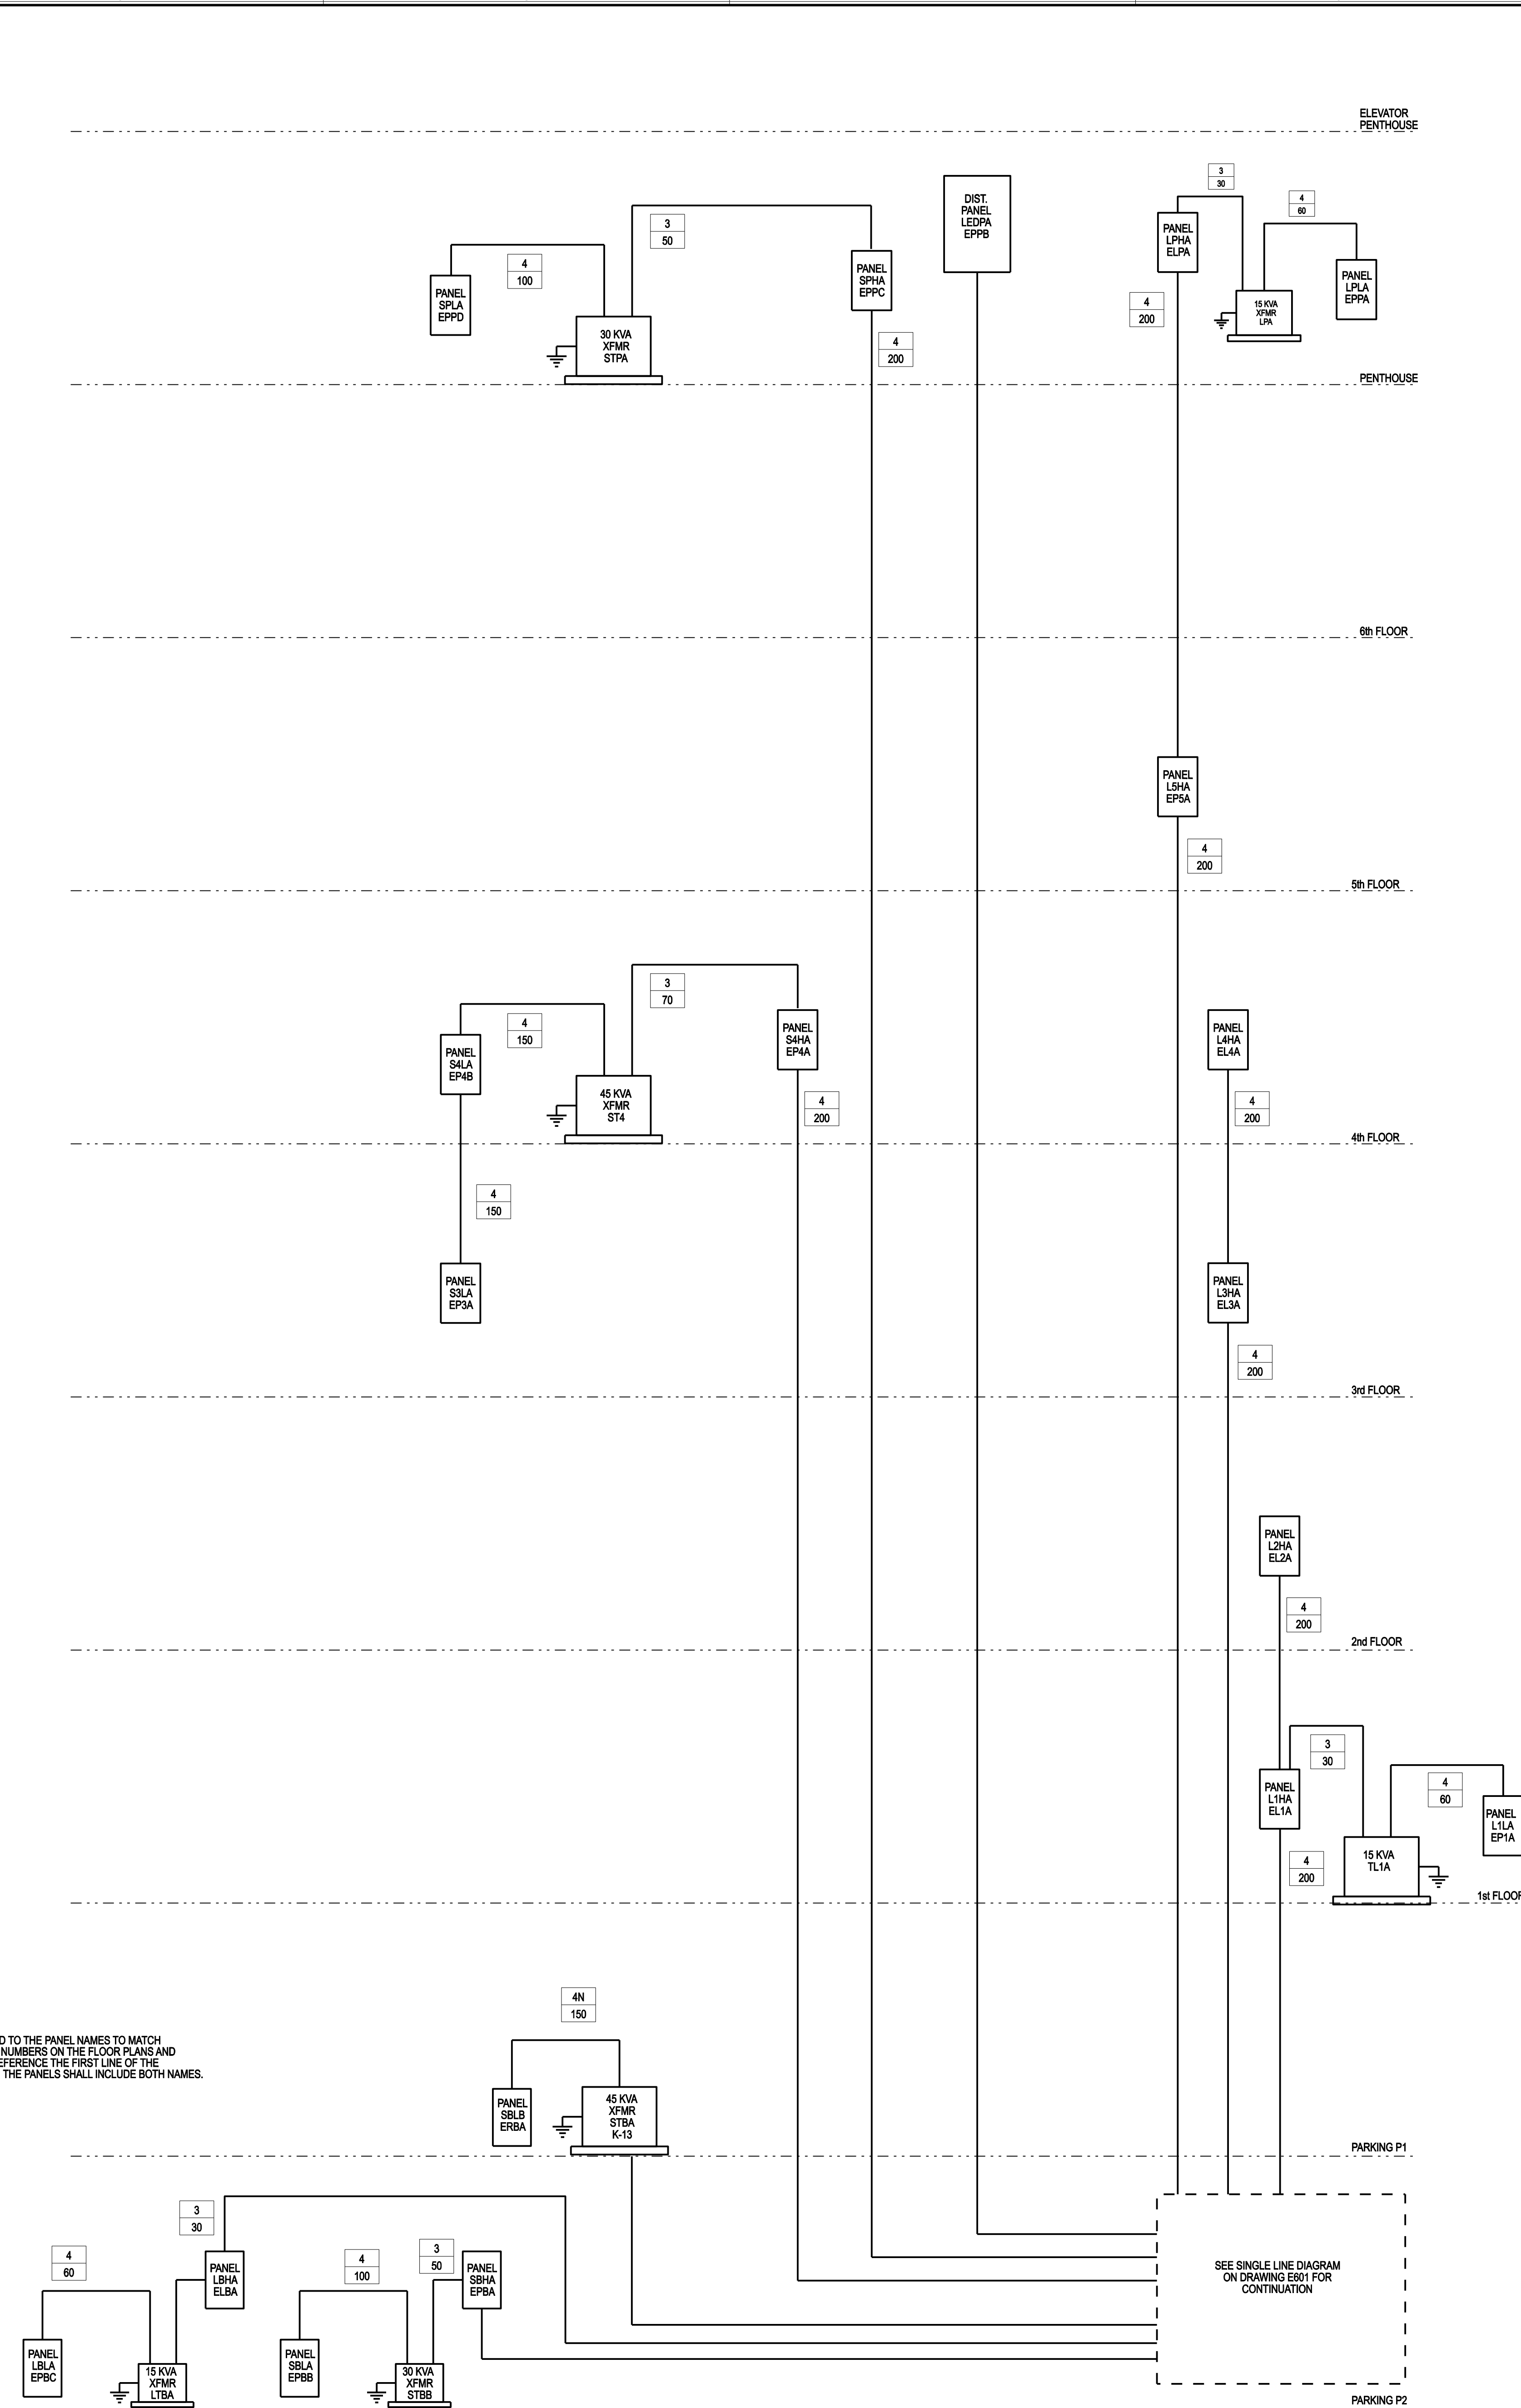 ELEVATOR
PENTHOUSE
3
30
4
60
DIST.
PANEL
LEDPA
EPPB
3
50
PANEL
LPHA
ELPA
4
100
PANEL
SPHA
EPPC
PANEL
LPLA
EPPA
PANEL
SPLA
EPPD
4
200
15 KVA
XFMR
LPA
30 KVA
XFMR
STPA
4
200
PENTHOUSE
6th FLOOR
PANEL
L5HA
EP5A
4
200
5th FLOOR
3
70
4
150
PANEL
S4HA
EP4A
PANEL
L4HA
EL4A
PANEL
S4LA
EP4B
45 KVA
XFMR
ST4
4
200
4
200
4th FLOOR
4
150
PANEL
S3LA
EP3A
PANEL
L3HA
EL3A
4
200
3rd FLOOR
PANEL
L2HA
EL2A
4
200
2nd FLOOR
3
30
4
60
PANEL
L1HA
EL1A
PANEL
L1LA
EP1A
4
200
15 KVA
TL1A
1st FLOOR
4N
150
D TO THE PANEL NAMES TO MATCH
NUMBERS ON THE FLOOR PLANS AND
EFERENCE THE FIRST LINE OF THE
THE PANELS SHALL INCLUDE BOTH NAMES.
PANEL
SBLB
ERBA
45 KVA
XFMR
STBA
K-13
PARKING P1
3
30
4
60
4
100
3
50
PANEL
LBHA
ELBA
PANEL
SBHA
EPBA
SEE SINGLE LINE DIAGRAM
ON DRAWING E601 FOR
CONTINUATION
PANEL
LBLA
EPBC
15 KVA
XFMR
LTBA
PANEL
SBLA
EPBB
30 KVA
XFMR
STBB
PARKING P2